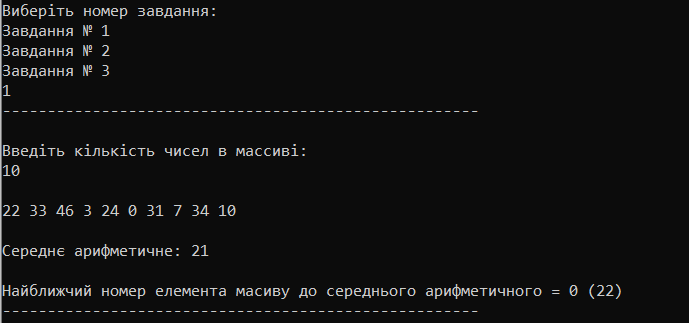 Виберіть номер завдання:
Завдання № 1
Завдання № 2
Завдання № 3
1
----------------------------------------------------
Введіть кількість чисел в массиві:
10
22 33 46 3 24 0 31 7 34 10
Середнє арифметичне: 21
Найближчий номер елемента масиву до середнього арифметичного = 0 (22)
----------------------------------------------------